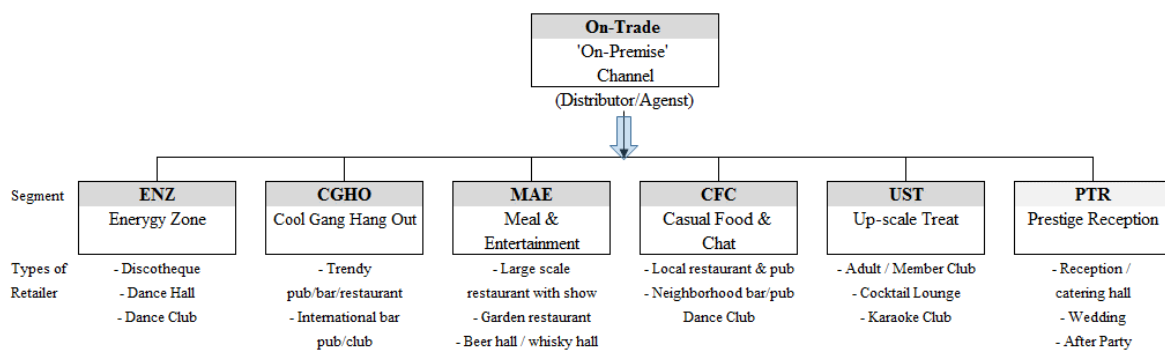 On-Trade
'On-Premise'
Channel
(Distributor/Agenst)
Segment
ENZ
Enerygy Zone
CGHO
Cool Gang Hang Out
MAE
Meal &
Entertainment
CFC
Casual Food &
Chat
UST
Up-scale Treat
PTR
Prestige Reception
Types of
Retailer
- Discotheque
- Dance Hall
- Dance Club
- Trendy
pub/bar/restaurant
- International bar
pub/club
- Large scale
restaurant with show
- Garden restaurant
- Beer hall / whisky hall
- Local restaurant & pub
- Neighborhood bar/pub
Dance Club
- Adult / Member Club
- Cocktail Lounge
- Karaoke Club
- Reception /
catering hall
- Wedding
- After Party